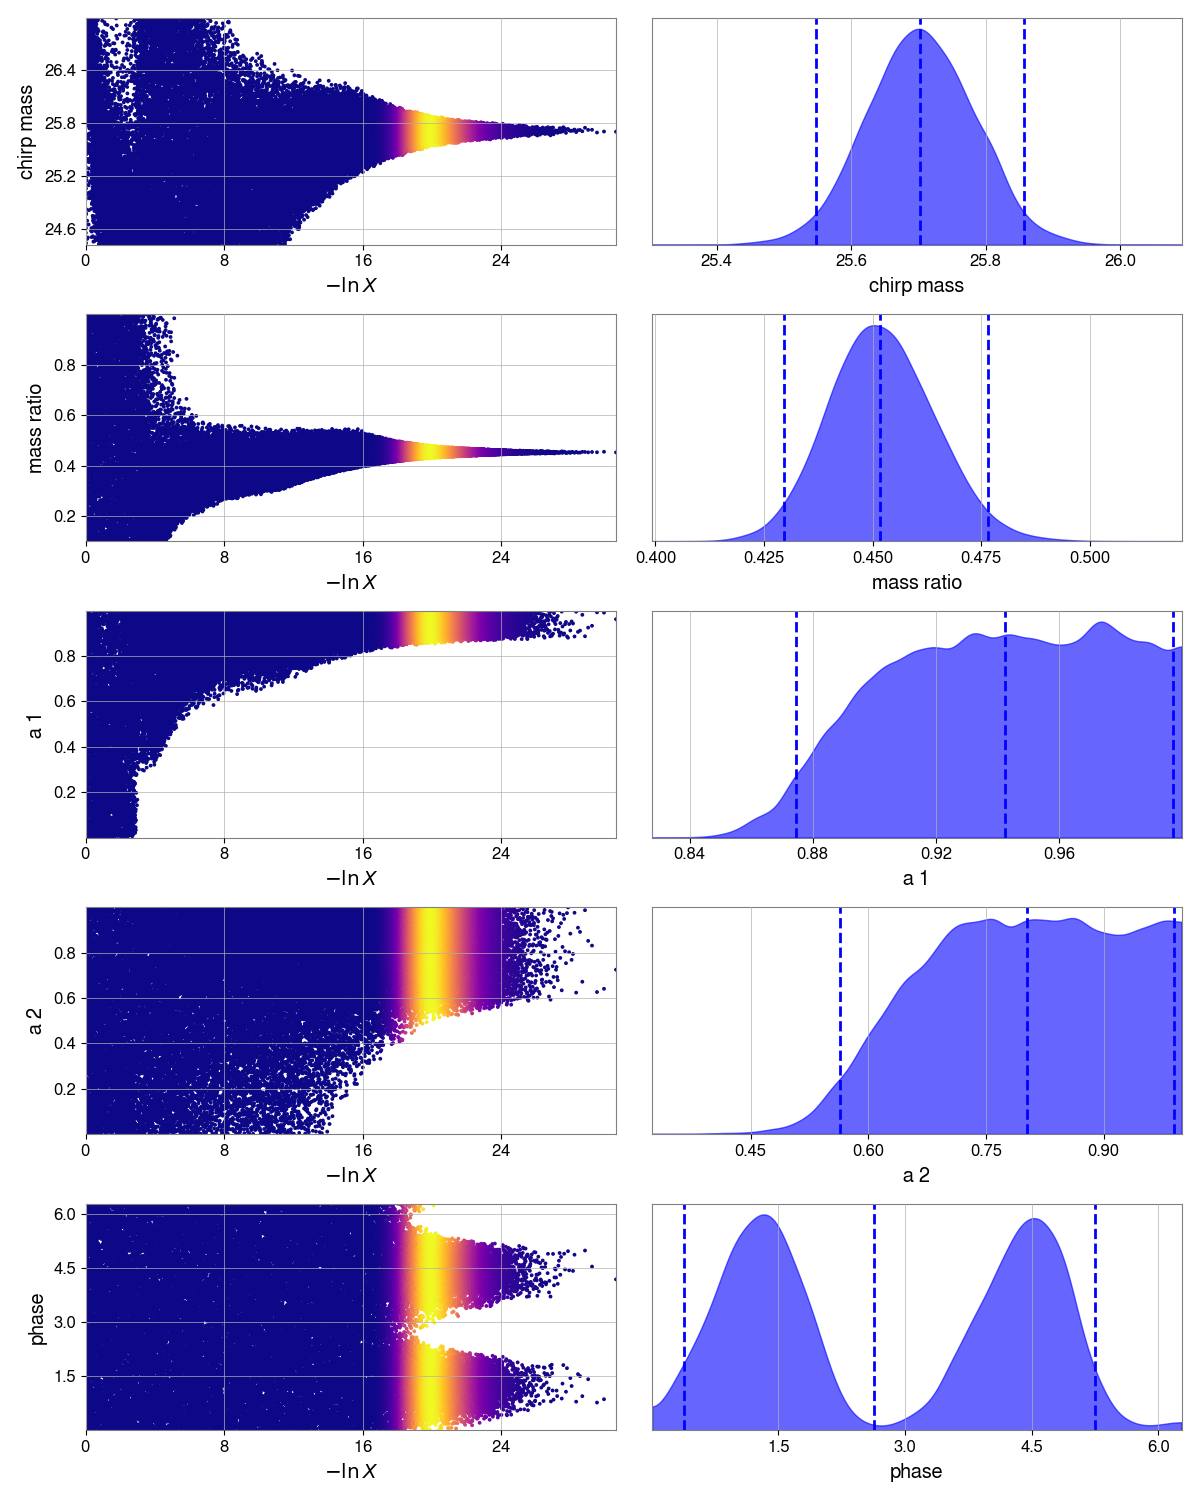 26.4
25.8
25.2
24.6
chirp mass
0 8 16 24
−ln X
25.4 25.6 25.8 26.0
chirp mass
0.8
0.6
0.4
0.2
mass ratio
0 8 16 24
−ln X
0.400 0.425 0.450 0.475 0.500
mass ratio
0.8
0.6
0.4
0.2
a 1
0 8 16 24
−ln X
0.84 0.88 0.92 0.96
a 1
0.8
0.6
0.4
0.2
a 2
0 8 16 24
−ln X
0.45 0.60 0.75 0.90
a 2
6.0
4.5
3.0
1.5
phase
0 8 16 24
−ln X
1.5 3.0 4.5 6.0
phase